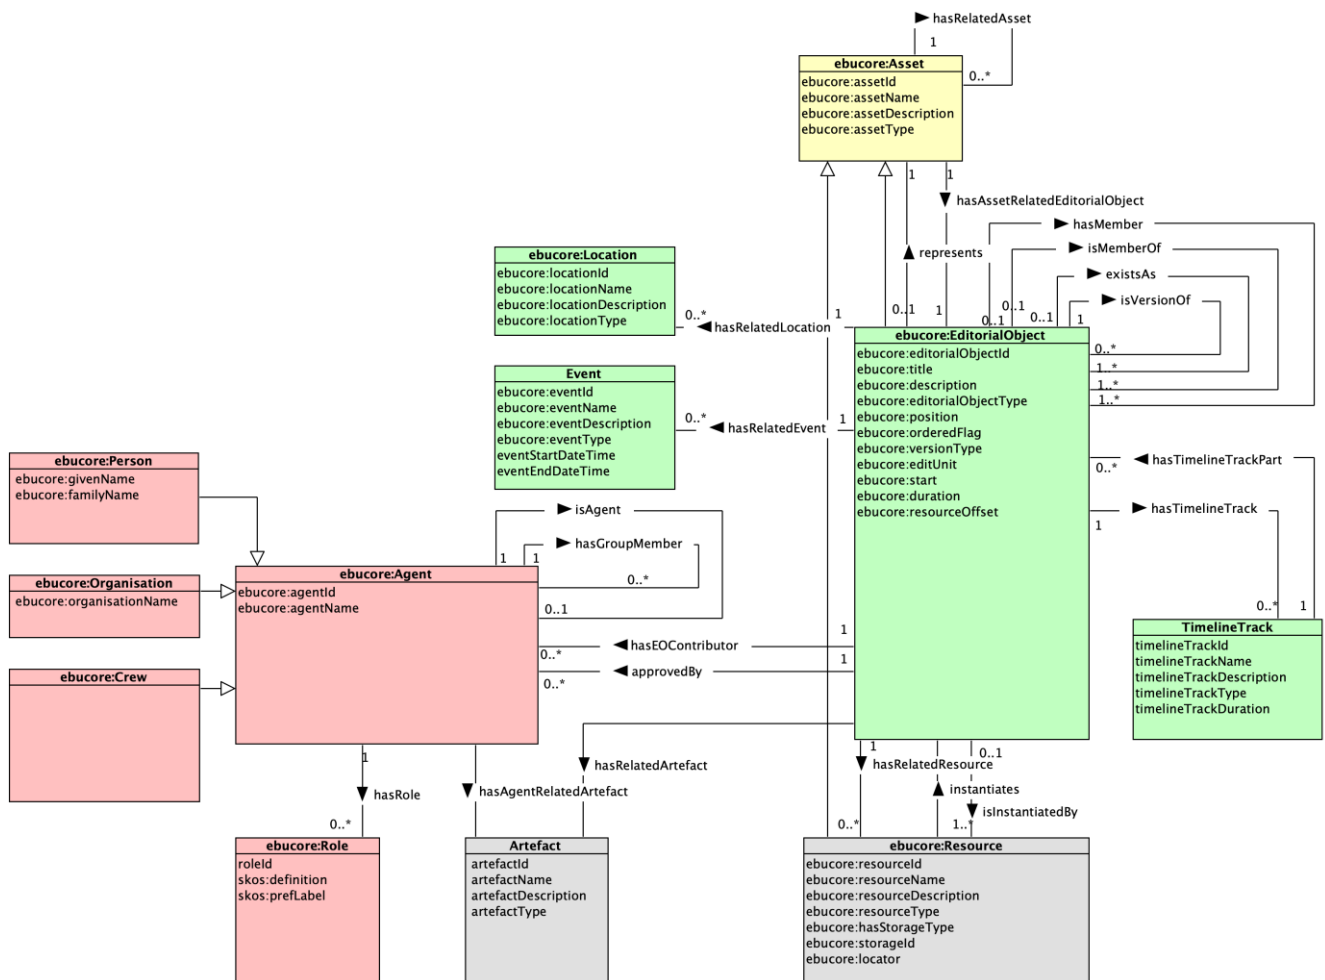 hasRelatedAsset
1
ebucore:Asset
0..*
ebucore:assetId
ebucore:assetName
ebucore:assetDescription
ebucore:assetType
1
1
hasAssetRelatedEditorialObject
hasMember
isMemberOf
represents
existsAs
isVersionOf
ebucore:Location
ebucore:locationId
ebucore:locationName
ebucore:locationDescription
ebucore:locationType
0..*
hasRelatedLocation
1
0..1
1
0..1
0..1
0..1
1
ebucore:EditorialObject
ebucore:editorialObjectId
ebucore:title
ebucore:description
ebucore:editorialObjectType
ebucore:position
ebucore:orderedFlag
ebucore:versionType
ebucore:editUnit
ebucore:start
ebucore:duration
ebucore:resourceOffset
0..*
1..*
1..*
1..*
Event
ebucore:eventId
ebucore:eventName
ebucore:eventDescription
ebucore:eventType
eventStartDateTime
eventEndDateTime
0..*
hasRelatedEvent
1
hasTimelineTrackPart
0..*
hasTimelineTrack
1
0..*
1
TimelineTrack
timelineTrackId
timelineTrackName
timelineTrackDescription
timelineTrackType
timelineTrackDuration
ebucore:Person
ebucore:givenName
ebucore:familyName
isAgent
hasGroupMember
1
1
0..*
0..1
ebucore:Organisation
ebucore:organisationName
ebucore:Agent
ebucore:agentId
ebucore:agentName
ebucore:Crew
1
hasEOContributor
0..*
1
approvedBy
0..*
hasRelatedArtefact
1
hasRole
0..*
hasAgentRelatedArtefact
1
hasRelatedResource
0..*
0..1
instantiates
isInstantiatedBy
1..*
ebucore:Role
roleId
skos:definition
skos:prefLabel
Artefact
artefactId
artefactName
artefactDescription
artefactType
ebucore:Resource
ebucore:resourceId
ebucore:resourceName
ebucore:resourceDescription
ebucore:resourceType
ebucore:hasStorageType
ebucore:storageId
ebucore:locator